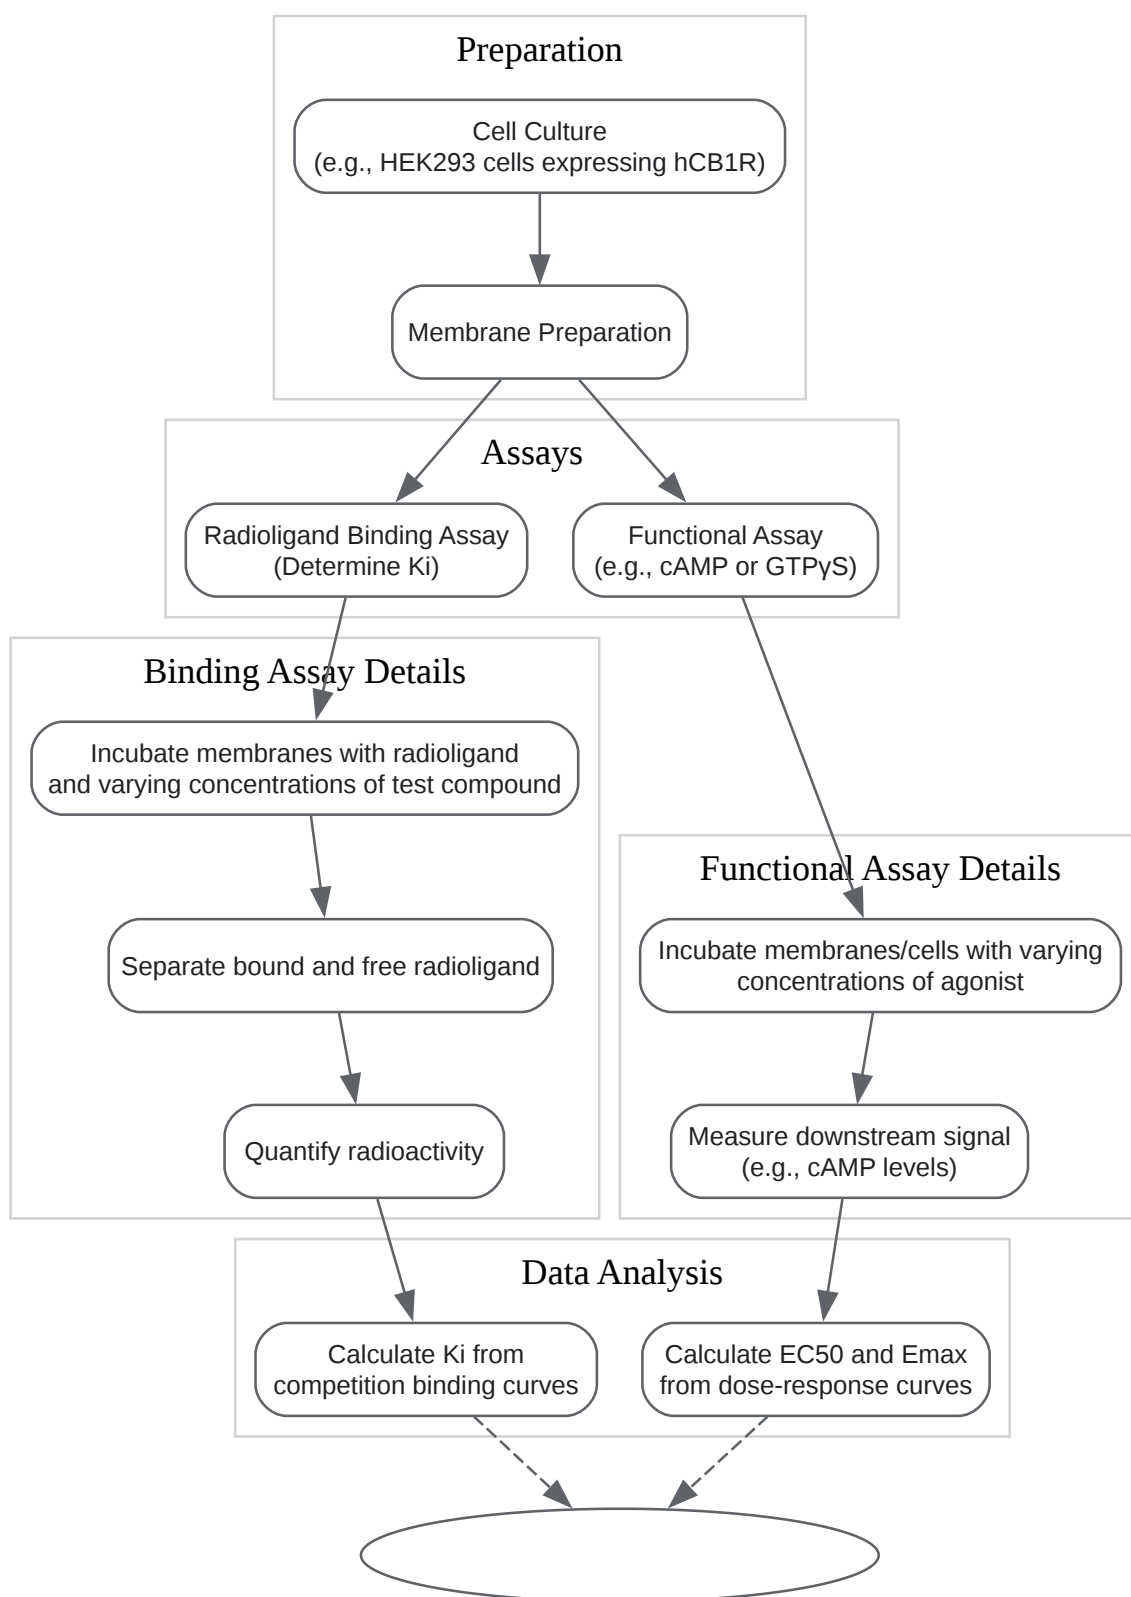 Preparation
Cell Culture
(e.g., HEK293 cells expressing hCB1R)
Membrane Preparation
Assays
Radioligand Binding Assay
(Determine Ki)
Functional Assay
(e.g., cAMP or GTPγS)
Binding Assay Details
Incubate membranes with radioligand
and varying concentrations of test compound
Separate bound and free radioligand
Quantify radioactivity
Functional Assay Details
Incubate membranes/cells with varying
concentrations of agonist
Measure downstream signal
(e.g., cAMP levels)
Data Analysis
Calculate Ki from
competition binding curves
Calculate EC50 and Emax
from dose-response curves